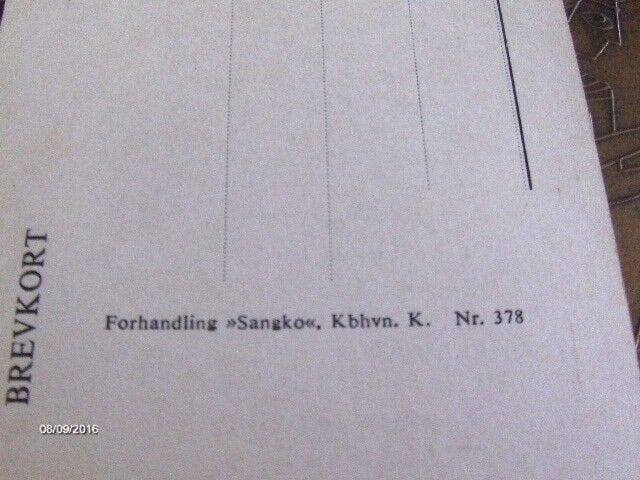 BREVKORT
Forhandling »Sangko«, Kbhvn. K. Nr. 378
08/09/2016